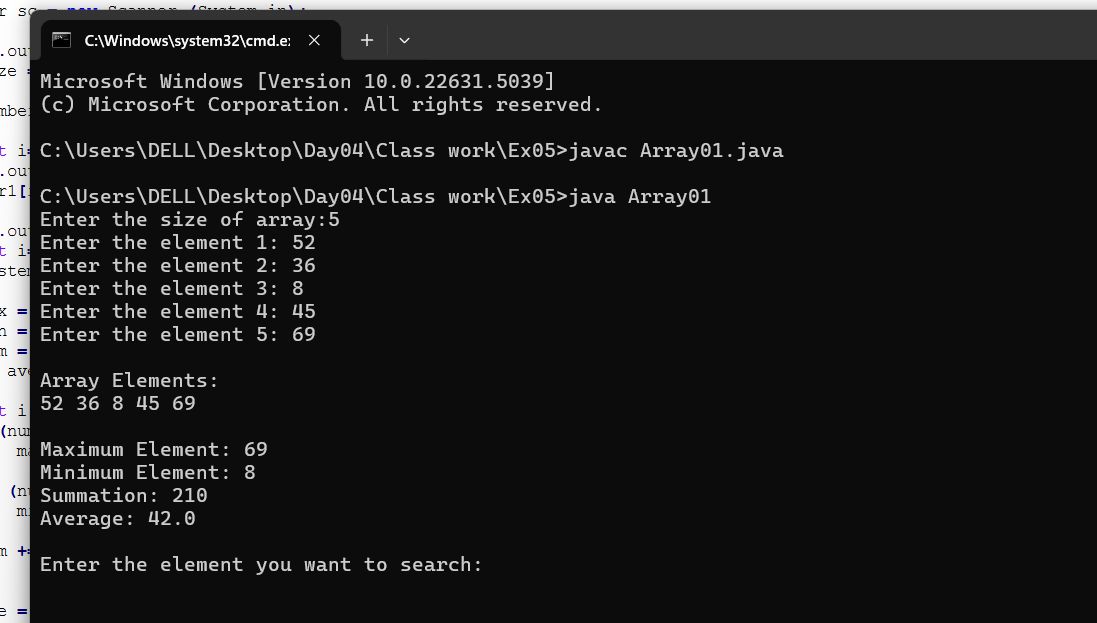 C:\Windows\system32\cmd.e
Microsoft Windows [Version 10.0.22631.5039]
(c) Microsoft Corporation. All rights reserved.
C:\Users\DELL\Desktop\Day04\Class work\Ex05>javac Array01.java
C:\Users\DELL\Desktop\Day04\Class work\Ex05>java Array01
Enter the size of array:5
Enter the element 1: 52
Enter the element 2: 36
Enter the element 3: 8
Enter the element 4: 45
Enter the element 5: 69
Array Elements:
52 36 8 45 69
Maximum Element: 69
Minimum Element: 8
Summation: 210
Average: 42.0
Enter the element you want to search: